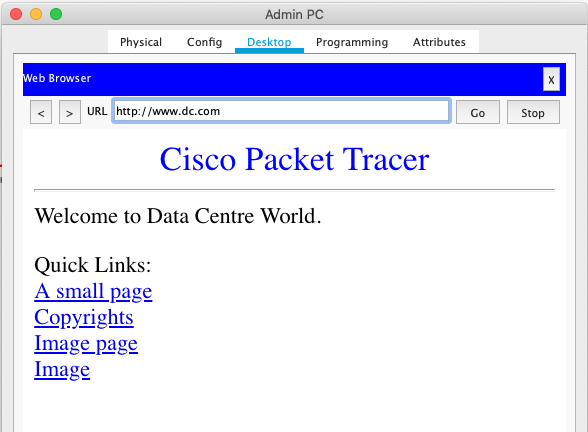 Admin PC
Physical Config Desktop Programming Attributes
Web Browser X
< > URL http://www.dc.com Go Stop
Cisco Packet Tracer
Welcome to Data Centre World.
Quick Links:
A small page
Copyrights
Image page
Image